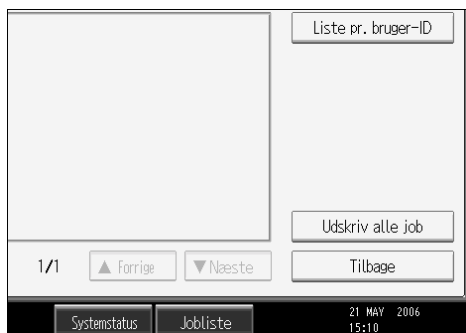 Liste pr. bruger-ID
Udskriv alle job
1/1 ▲ Forrige ▼ Næste Tilbage
Systemstatus Jobliste 21 MAY 2006
15:10